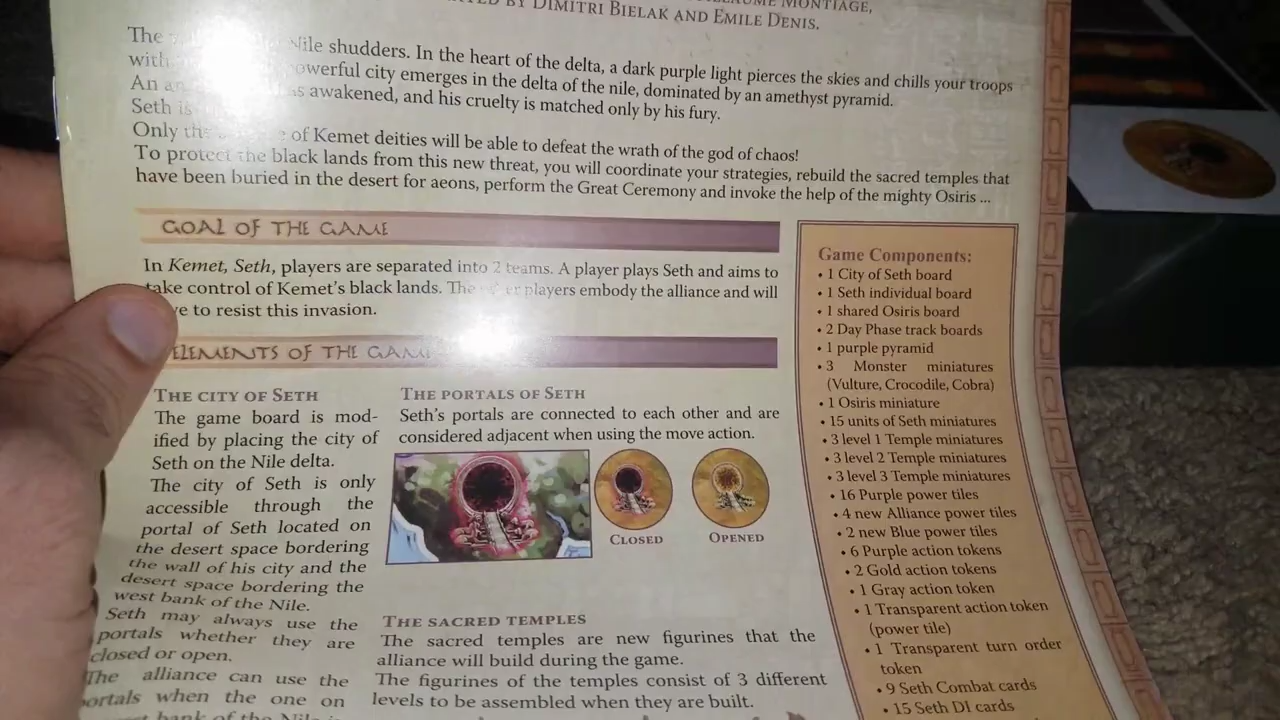 MONTIAGE,
BY DIMITRI BIELAK AND EMILE DENIS.
The Nile shudders. In the heart of the delta, a dark purple light pierces the skies and chills your troops
powerful city emerges in the delta of the nile, dominated by an amethyst pyramid.
An awakened, and his cruelty is matched only by his fury.
Seth is
Only of Kemet deities will be able to defeat the wrath of the god of chaos!
To protect the black lands from this new threat, you will coordinate your strategies, rebuild the sacred temples that
have been buried in the desert for aeons, perform the Great Ceremony and invoke the help of the mighty Osiris ...
GOAL OF THE GAME
In Kemet, Seth, players are separated into 2 teams. A player plays Seth and aims to
take control of Kemet's black lands. The players embody the alliance and will
to resist this invasion.
ELEMENTS OF THE GAME
THE CITY OF SETH
The game board is mod-
ified by placing the city of
Seth on the Nile delta.
The city of Seth is only
accessible through the
portal of Seth located on
the desert space bordering
the wall of his city and the
desert space bordering the
west bank of the Nile.
Seth may always use the
portals whether they are
closed or open.
The alliance can use the
portals when the one on
bank of the Nile is
THE PORTALS OF SETH
Seth's portals are connected to each other and are
considered adjacent when using the move action.
CLOSED
OPENED
THE SACRED TEMPLES
The sacred temples are new figurines that the
alliance will build during the game.
The figurines of the temples consist of 3 different
levels to be assembled when they are built.
Game Components:
• 1 City of Seth board
• 1 Seth individual board
• 1 shared Osiris board
• 2 Day Phase track boards
• 1 purple pyramid
• 3 Monster miniatures
(Vulture, Crocodile, Cobra)
• 1 Osiris miniature
• 15 units of Seth miniatures
• 3 level 1 Temple miniatures
• 3 level 2 Temple miniatures
• 3 level 3 Temple miniatures
• 16 Purple power tiles
• 4 new Alliance power tiles
• 2 new Blue power tiles
• 6 Purple action tokens
• 2 Gold action tokens
• 1 Gray action token
• 1 Transparent action token
(power tile)
• 1 Transparent turn order
token
• 9 Seth Combat cards
• 15 Seth DI cards